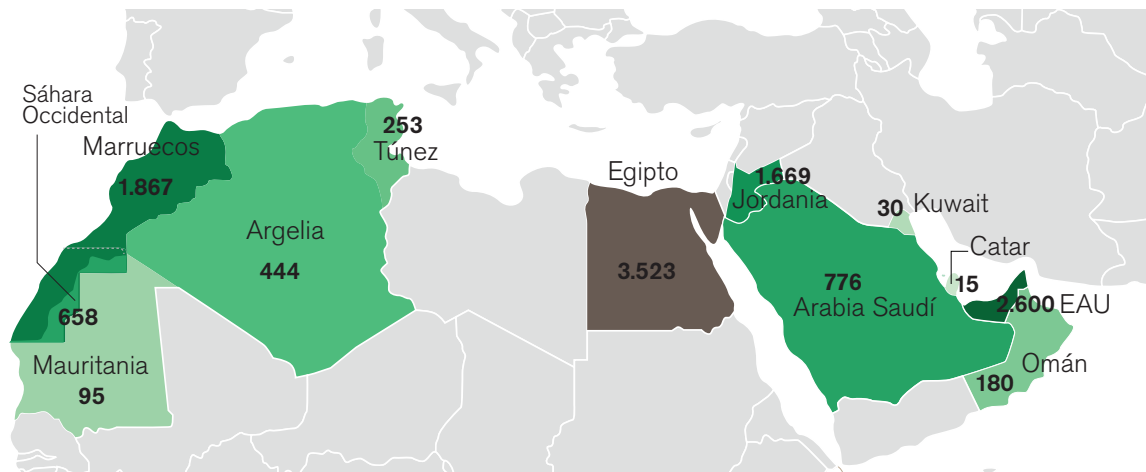 Sáhara
Occidental
Marruecos
1.867
253
Túnez
Argelia
444
658
Mauritania
95
Egipto
3.523
1.669
Jordania
30 Kuwait
Catar
15
776
Arabia Saudí
2.600 EAU
Omán
180